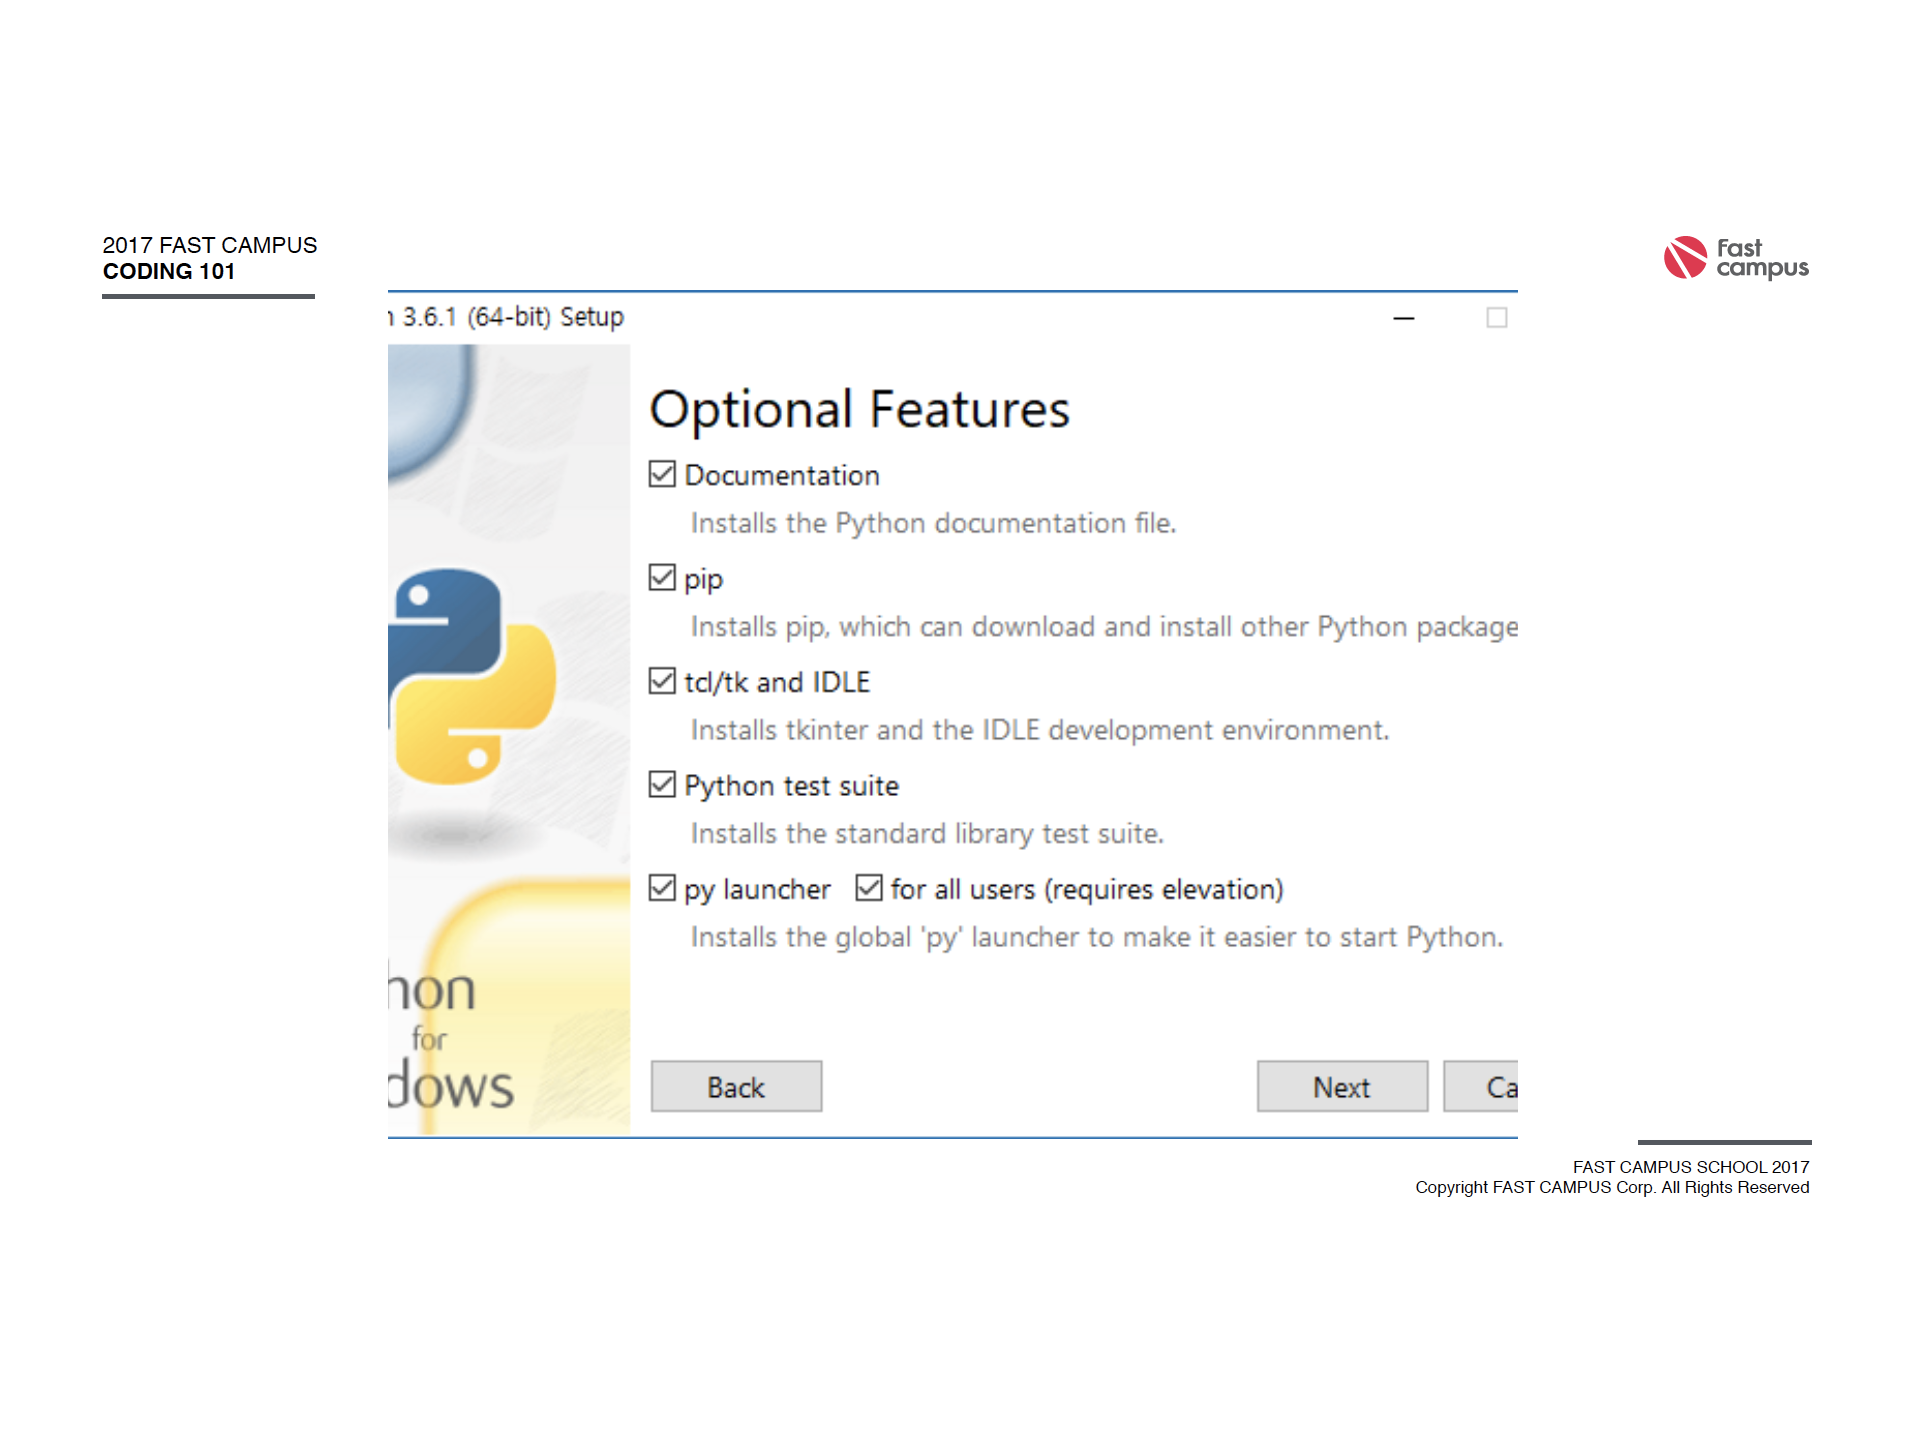 2017 FAST CAMPUS
CODING 101
Fast
campus
n 3.6.1 (64-bit) Setup
Optional Features
Documentation
Installs the Python documentation file.
pip
Installs pip, which can download and install other Python package
tcl/tk and IDLE
Installs tkinter and the IDLE development environment.
Python test suite
Installs the standard library test suite.
py launcher for all users (requires elevation)
Installs the global 'py' launcher to make it easier to start Python.
hon
for
dows
Back Next Ca
FAST CAMPUS SCHOOL 2017
Copyright FAST CAMPUS Corp. All Rights Reserved